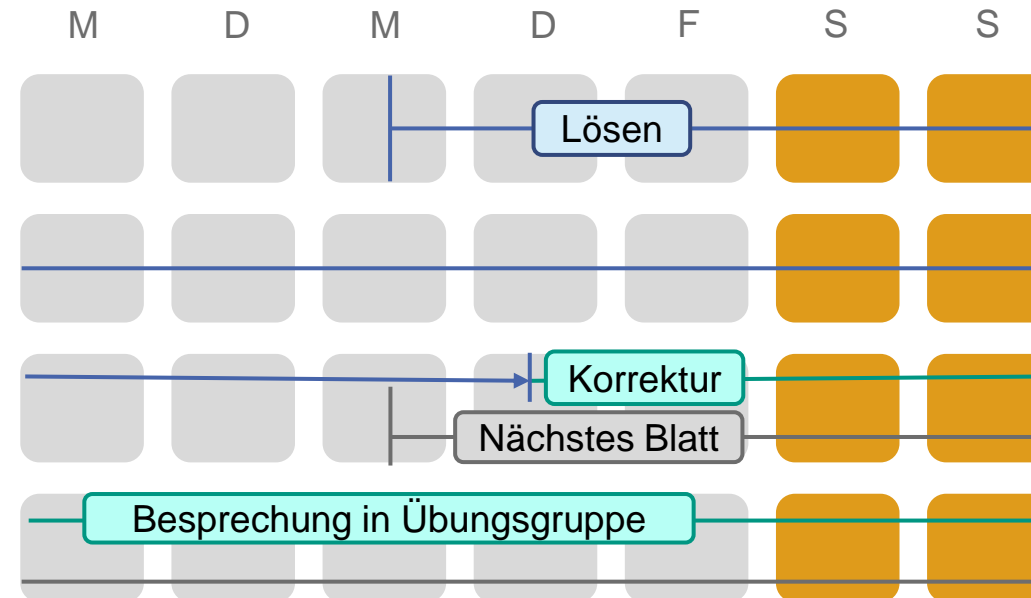 M D M D F S S
Lösen
Korrektur
Nächstes Blatt
Besprechung in Übungsgruppe